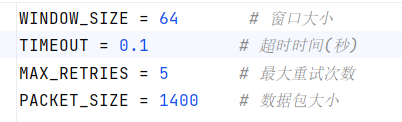 WINDOW_SIZE = 64 # 窗口大小
TIMEOUT = 0.1 # 超时时间(秒)
MAX_RETRIES = 5 # 最大重试次数
PACKET_SIZE = 1400 # 数据包大小